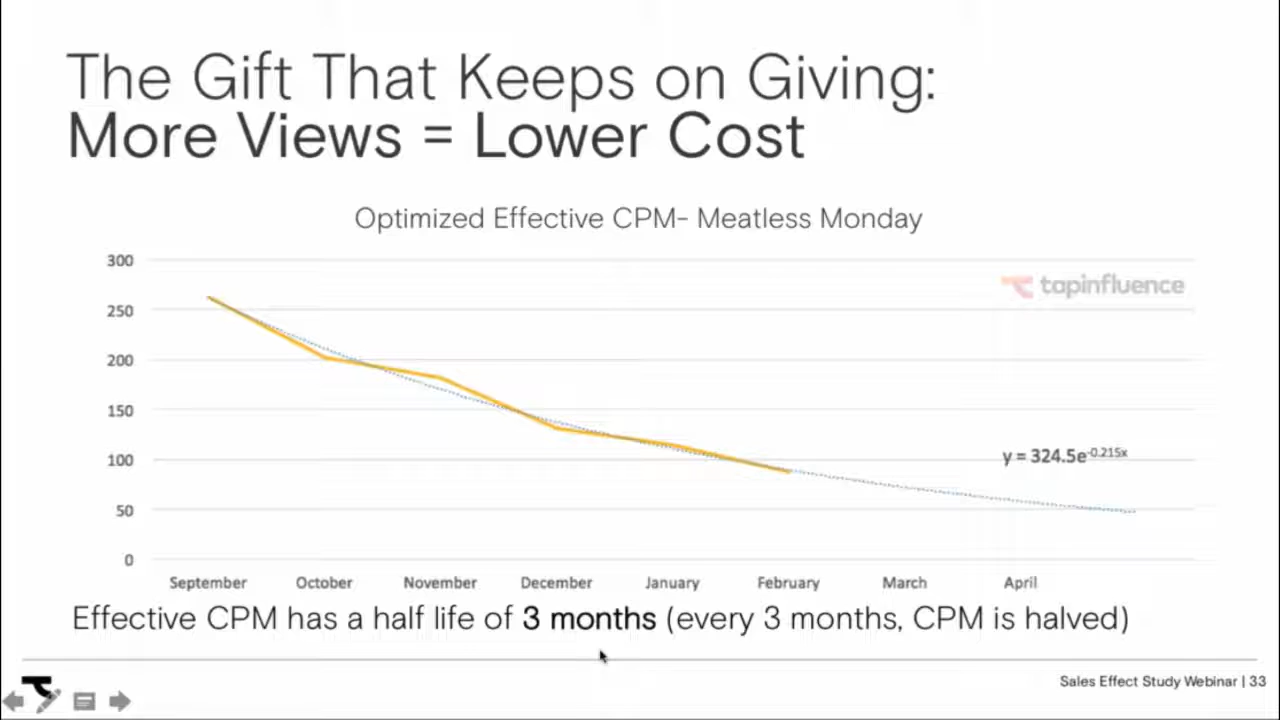 The Gift That Keeps on Giving:
More Views = Lower Cost
Optimized Effective CPM- Meatless Monday
300
tapinfluence
250
200
150
100
y = 324.5e^-0.215x
50
0
September October November December January February March April
Effective CPM has a half life of 3 months (every 3 months, CPM is halved)
Sales Effect Study Webinar | 33